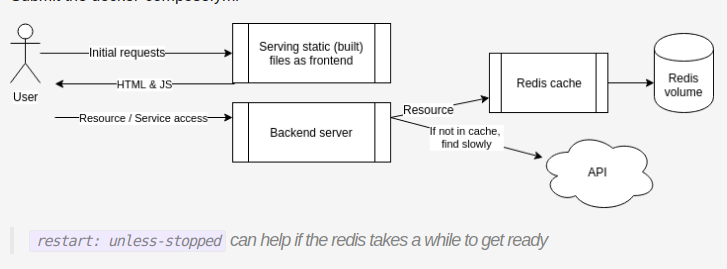 Submit the docker-compose.yml.
Initial requests
Serving static (built)
files as frontend
HTML & JS
User
Resource / Service access
Backend server
Resource
If not in cache,
find slowly
Redis cache
Redis
volume
API
restart: unless-stopped can help if the redis takes a while to get ready